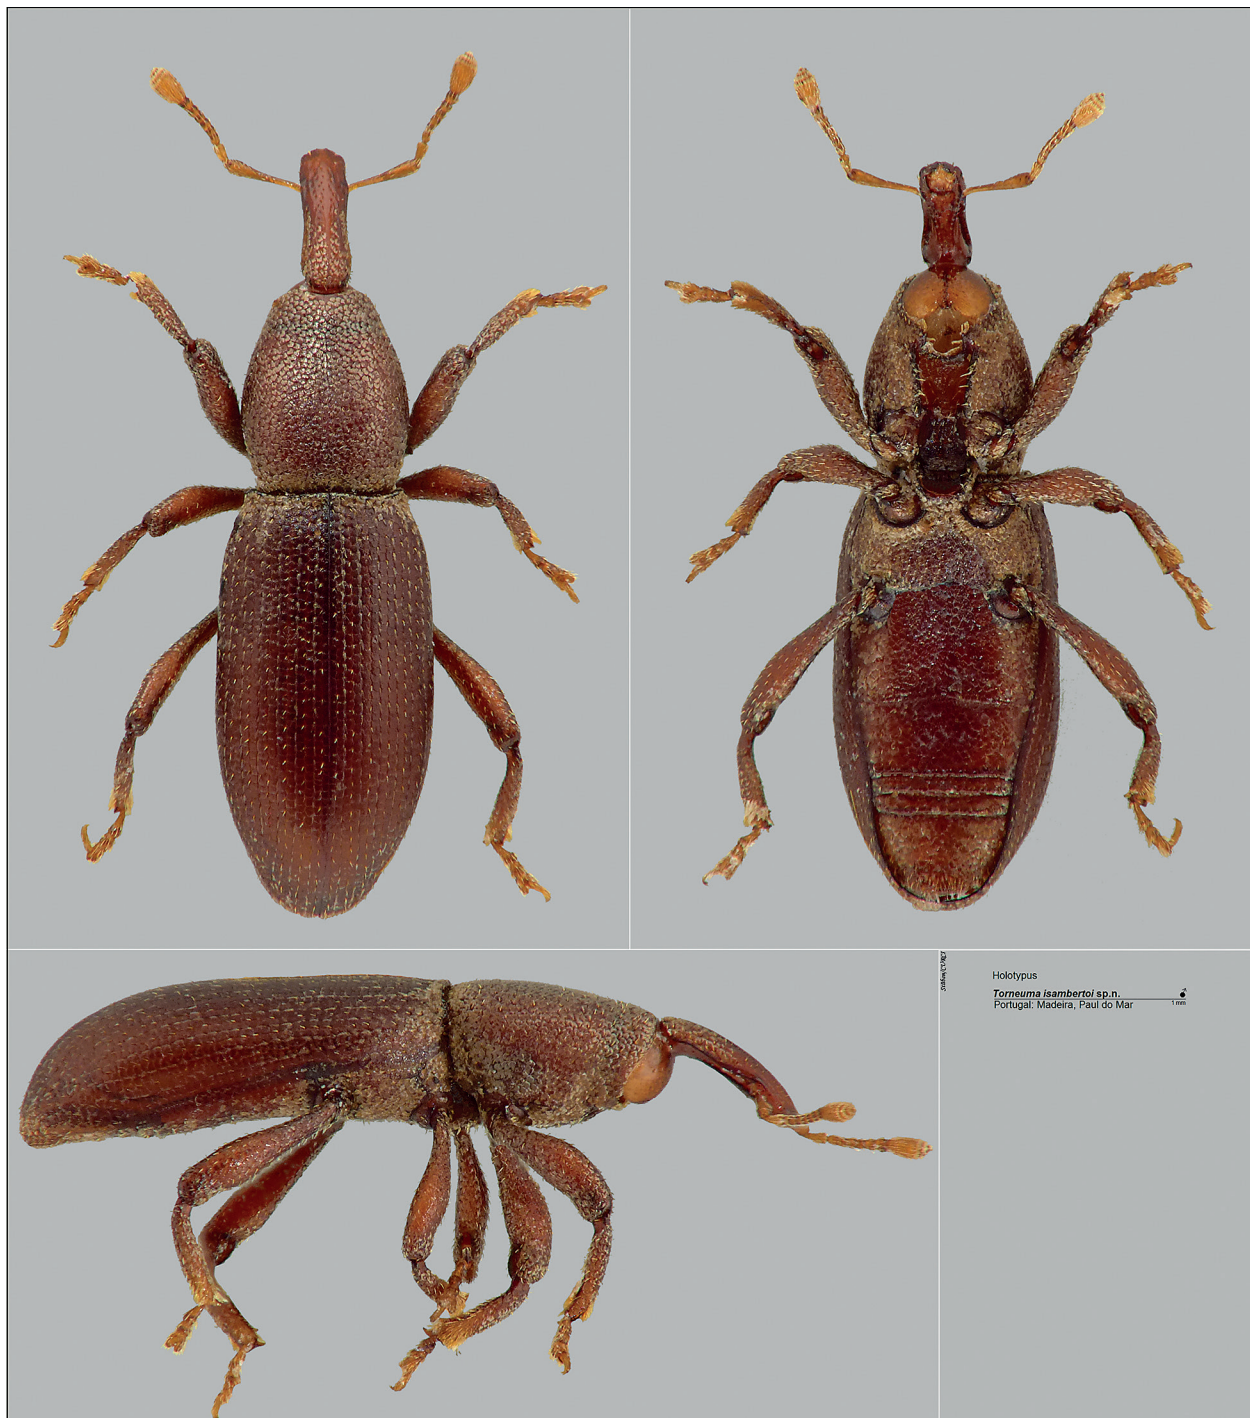 Holotypus
Torneuma isambertoi sp.n.
Portugal: Madeira, Paul do Mar
1 mm